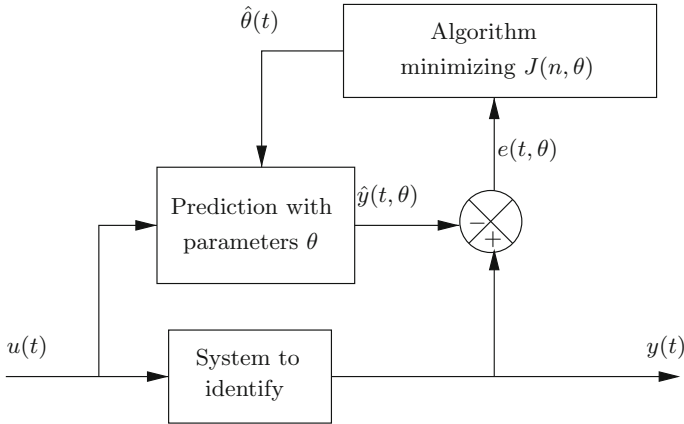 θ̂(t)
Algorithm
minimizing J(n, θ)
e(t, θ)
Prediction with
parameters θ
ŷ(t, θ)
−
+
u(t)
System to
identify
y(t)